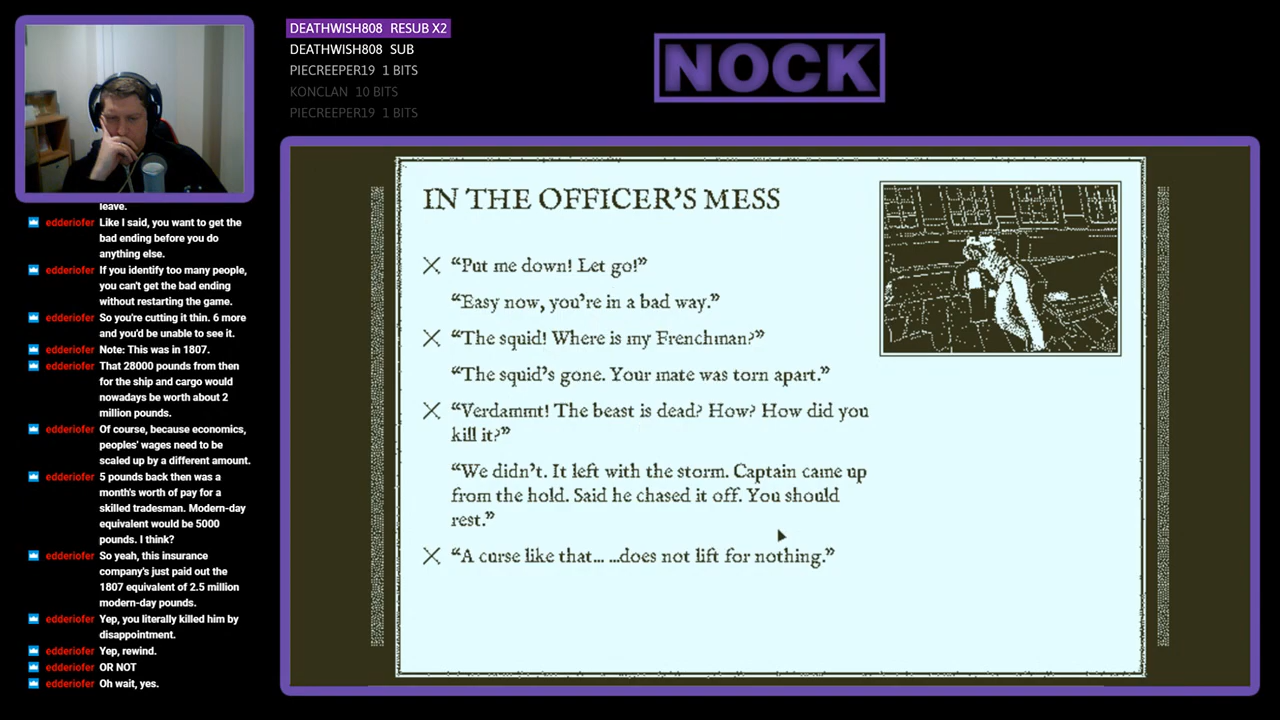 DEATHWISH808 RESUB X2
DEATHWISH808 SUB
PIECREEPER19 1 BITS
KONCLAN 10 BITS
PIECREEPER19 1 BITS
NOCK
leave.
edderiofer Like I said, you want to get the
bad ending before you do
anything else.
edderiofer If you identify too many people,
you can't get the bad ending
without restarting the game.
edderiofer So you're cutting it thin. 6 more
and you'd be unable to see it.
edderiofer Note: This was in 1807.
edderiofer That 28000 pounds from then
for the ship and cargo would
nowadays be worth about 2
million pounds.
edderiofer Of course, because economics,
peoples' wages need to be
scaled up by a different amount.
edderiofer 5 pounds back then was a
month's worth of pay for a
skilled tradesman. Modern-day
equivalent would be 5000
pounds. I think?
edderiofer So yeah, this insurance
company's just paid out the
1807 equivalent of 2.5 million
modern-day pounds.
edderiofer Yep, you literally killed him by
disappointment.
edderiofer Yep, rewind.
edderiofer OR NOT
edderiofer Oh wait, yes.
IN THE OFFICER'S MESS
“Put me down! Let go!”
“Easy now, you're in a bad way.”
“The squid! Where is my Frenchman?”
“The squid's gone. Your mate was torn apart.”
“Verdammt! The beast is dead? How? How did you
kill it?”
“We didn't. It left with the storm. Captain came up
from the hold. Said he chased it off. You should
rest.”
“A curse like that... ...does not lift for nothing.”